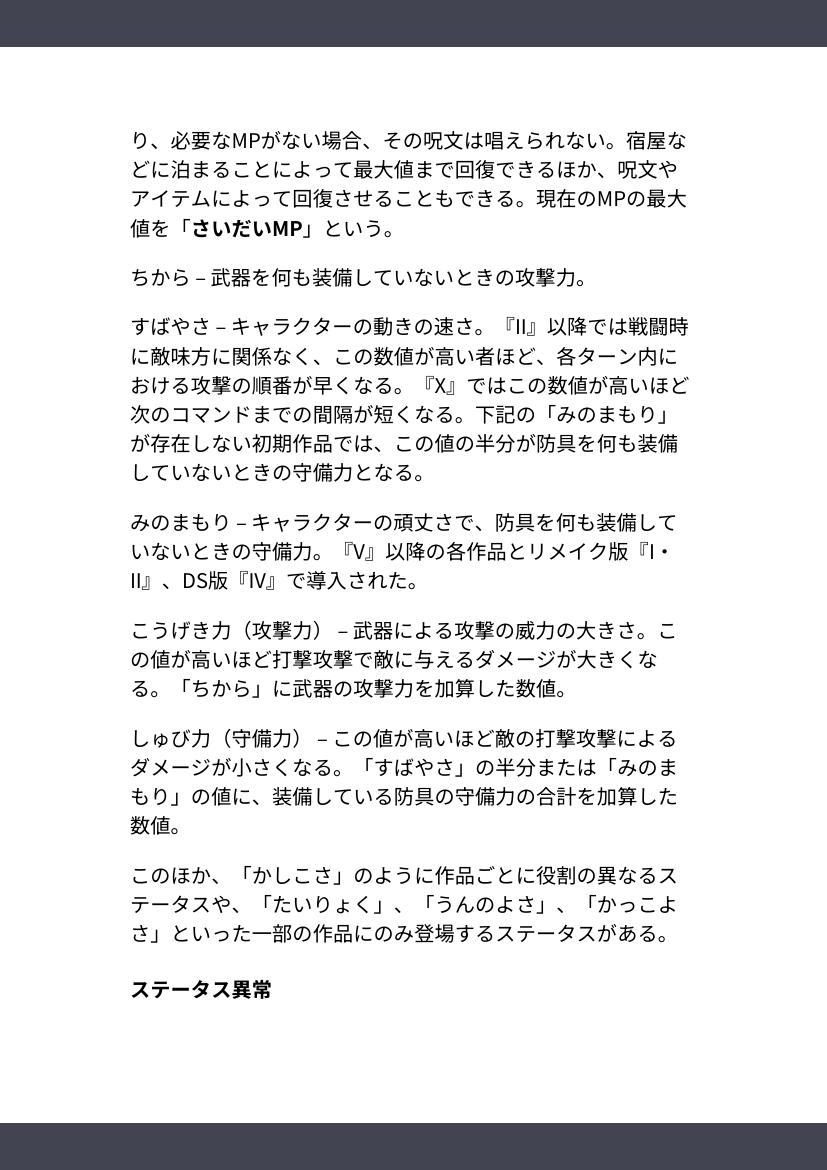 り、必要なMPがない場合、その呪文は唱えられない。宿屋な
どに泊まることによって最大値まで回復できるほか、呪文や
アイテムによって回復させることもできる。現在のMPの最大
値を「さいだいMP」という。
ちから – 武器を何も装備していないときの攻撃力。
すばやさ – キャラクターの動きの速さ。『II』以降では戦闘時
に敵味方に関係なく、この数値が高い者ほど、各ターン内に
おける攻撃の順番が早くなる。『X』ではこの数値が高いほど
次のコマンドまでの間隔が短くなる。下記の「みのまもり」
が存在しない初期作品では、この値の半分が防具を何も装備
していないときの守備力となる。
みのまもり – キャラクターの頑丈さで、防具を何も装備して
いないときの守備力。『V』以降の各作品とリメイク版『I・
II』、DS版『IV』で導入された。
こうげき力（攻撃力） – 武器による攻撃の威力の大きさ。こ
の値が高いほど打撃攻撃で敵に与えるダメージが大きくな
る。「ちから」に武器の攻撃力を加算した数値。
しゅび力（守備力） – この値が高いほど敵の打撃攻撃による
ダメージが小さくなる。「すばやさ」の半分または「みのま
もり」の値に、装備している防具の守備力の合計を加算した
数値。
このほか、「かしこさ」のように作品ごとに役割の異なるス
テータスや、「たいりょく」、「うんのよさ」、「かっこよ
さ」といった一部の作品にのみ登場するステータスがある。
ステータス異常